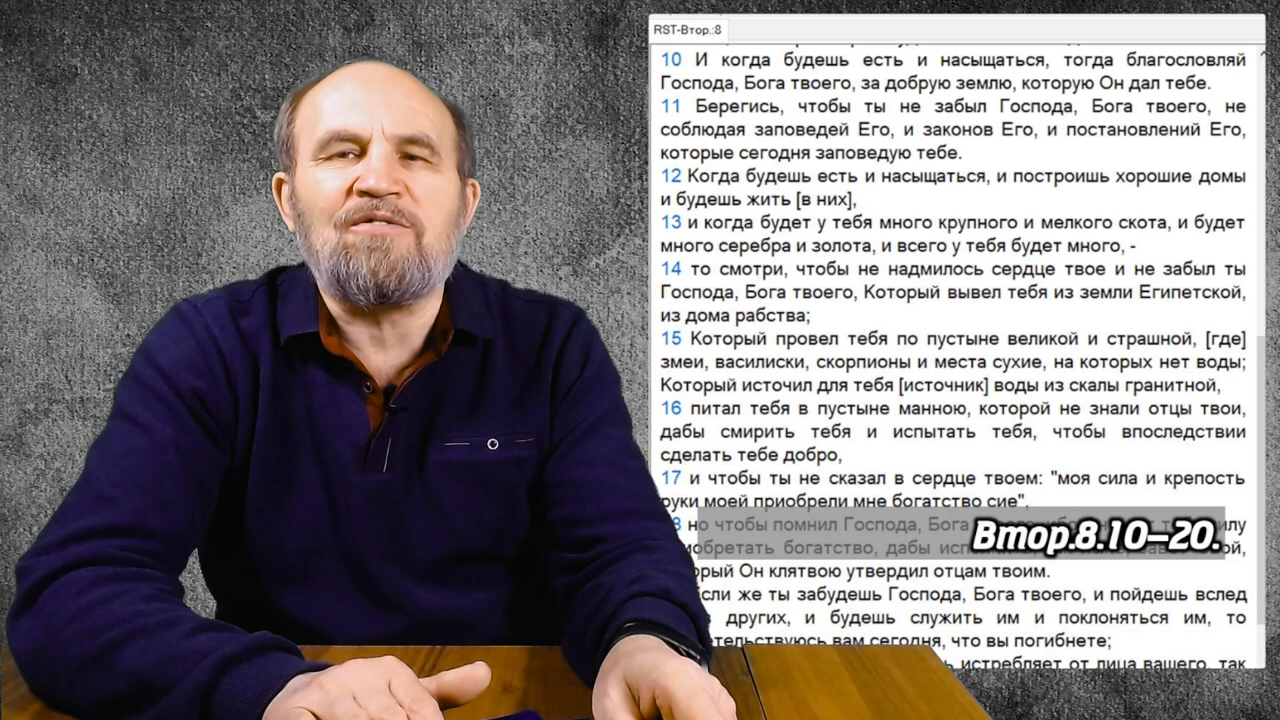 RST-Втор.:8
10 И когда будешь есть и насыщаться, тогда благословляй
Господа, Бога твоего, за добрую землю, которую Он дал тебе.
11 Берегись, чтобы ты не забыл Господа, Бога твоего, не
соблюдая заповедей Его, и законов Его, и постановлений Его,
которые сегодня заповедую тебе.
12 Когда будешь есть и насыщаться, и построишь хорошие домы
и будешь жить [в них],
13 и когда будет у тебя много крупного и мелкого скота, и будет
много серебра и золота, и всего у тебя будет много, -
14 то смотри, чтобы не надмилось сердце твое и не забыл ты
Господа, Бога твоего, Который вывел тебя из земли Египетской,
из дома рабства;
15 Который провел тебя по пустыне великой и страшной, [где]
змеи, василиски, скорпионы и места сухие, на которых нет воды;
Который источил для тебя [источник] воды из скалы гранитной,
16 питал тебя в пустыне манною, которой не знали отцы твои,
дабы смирить тебя и испытать тебя, чтобы впоследствии
сделать тебе добро,
17 и чтобы ты не сказал в сердце твоем: "моя сила и крепость
руки моей приобрели мне богатство сие",
но чтобы помнил Господа, Бога
богатство, дабы
Втор.8.10–20.
Он клятвою утвердил отцам твоим.
же ты забудешь Господа, Бога твоего, и пойдешь вслед
других, и будешь служить им и поклоняться им, то
вам сегодня, что вы погибнете;
истребляет от лица вашего, так